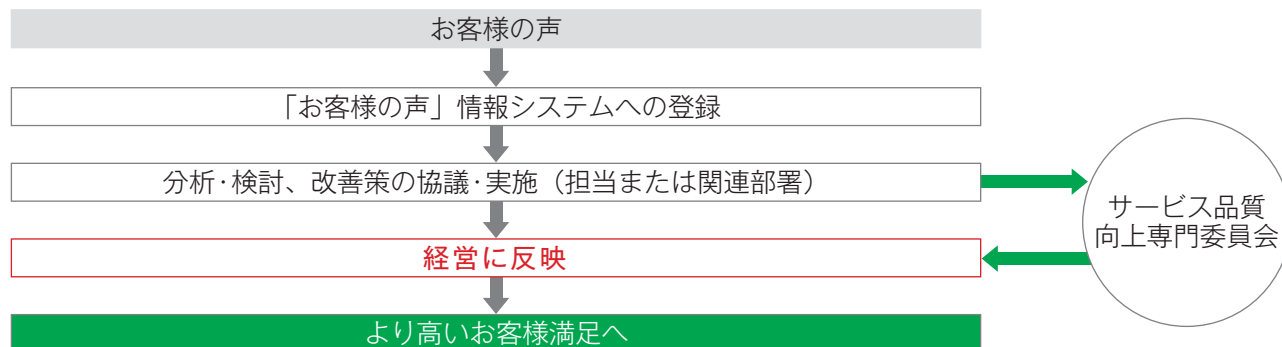 お客様の声
「お客様の声」情報システムへの登録
分析・検討、改善策の協議・実施（担当または関連部署）
サービス品質
向上専門委員会
経営に反映
より高いお客様満足へ